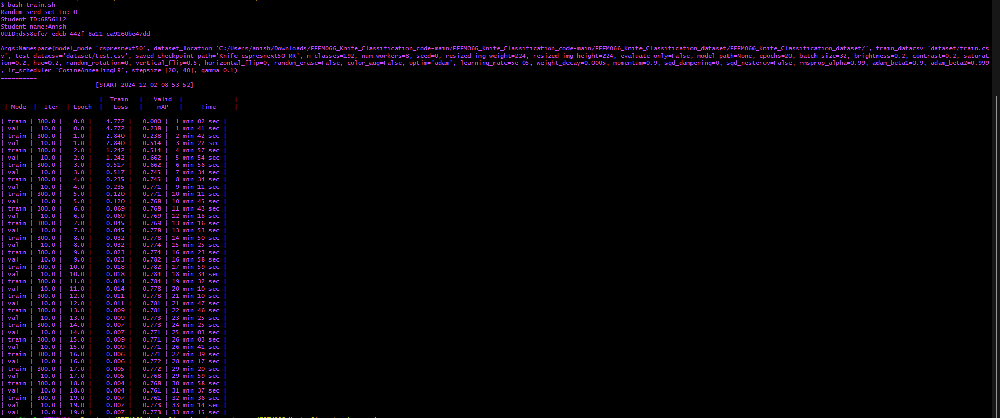 $ bash train.sh
Random seed set to: 0
Student ID:6856112
Student name:Anish
UUID:d558efe7-edcb-442f-8a11-ca9160be47dd
==========
Args:Namespace(model_mode='cspresnext50', dataset_location='C:/Users/anish/Downloads/EEEM066_Knife_Classification_code-main/EEEM066_Knife_Classification_code-main/EEEM066_Knife_Classification_dataset/EEEM066_Knife_Classification_dataset/', train_datacsv='dataset/train.cs
v', test_datacsv='dataset/test.csv', saved_checkpoint_path='Knife-cspresnext50_RR', n_classes=192, num_workers=8, seed=0, resized_img_weight=224, resized_img_height=224, evaluate_only=False, model_path=None, epochs=20, batch_size=32, brightness=0.2, contrast=0.2, saturat
ion=0.2, hue=0.2, random_rotation=0, vertical_flip=0.5, horizontal_flip=0, random_erase=False, color_aug=False, optim='adam', learning_rate=5e-05, weight_decay=0.0005, momentum=0.9, sgd_dampening=0, sgd_nesterov=False, rmsprop_alpha=0.99, adam_beta1=0.9, adam_beta2=0.999
, lr_scheduler='CosineAnnealingLR', stepsize=[20, 40], gamma=0.1)
==========
------------------------- [START 2024-12-02_08-53-52] -------------------------
| Train | Valid | |
| Mode | Iter | Epoch | Loss | mAP | Time |
-------------------------------------------------------------------------------
| train | 300.0 | 0.0 | 4.772 | 0.000 | 1 min 02 sec |
| val | 10.0 | 0.0 | 4.772 | 0.238 | 1 min 41 sec |
| train | 300.0 | 1.0 | 2.840 | 0.238 | 2 min 42 sec |
| val | 10.0 | 1.0 | 2.840 | 0.514 | 3 min 22 sec |
| train | 300.0 | 2.0 | 1.242 | 0.514 | 4 min 57 sec |
| val | 10.0 | 2.0 | 1.242 | 0.662 | 5 min 54 sec |
| train | 300.0 | 3.0 | 0.517 | 0.662 | 6 min 56 sec |
| val | 10.0 | 3.0 | 0.517 | 0.745 | 7 min 34 sec |
| train | 300.0 | 4.0 | 0.235 | 0.745 | 8 min 34 sec |
| val | 10.0 | 4.0 | 0.235 | 0.771 | 9 min 11 sec |
| train | 300.0 | 5.0 | 0.120 | 0.771 | 10 min 11 sec |
| val | 10.0 | 5.0 | 0.120 | 0.768 | 10 min 45 sec |
| train | 300.0 | 6.0 | 0.069 | 0.768 | 11 min 43 sec |
| val | 10.0 | 6.0 | 0.069 | 0.769 | 12 min 18 sec |
| train | 300.0 | 7.0 | 0.045 | 0.769 | 13 min 16 sec |
| val | 10.0 | 7.0 | 0.045 | 0.778 | 13 min 53 sec |
| train | 300.0 | 8.0 | 0.032 | 0.778 | 14 min 50 sec |
| val | 10.0 | 8.0 | 0.032 | 0.774 | 15 min 25 sec |
| train | 300.0 | 9.0 | 0.023 | 0.774 | 16 min 23 sec |
| val | 10.0 | 9.0 | 0.023 | 0.782 | 16 min 58 sec |
| train | 300.0 | 10.0 | 0.018 | 0.782 | 17 min 59 sec |
| val | 10.0 | 10.0 | 0.018 | 0.784 | 18 min 34 sec |
| train | 300.0 | 11.0 | 0.014 | 0.784 | 19 min 32 sec |
| val | 10.0 | 11.0 | 0.014 | 0.778 | 20 min 10 sec |
| train | 300.0 | 12.0 | 0.011 | 0.778 | 21 min 10 sec |
| val | 10.0 | 12.0 | 0.011 | 0.781 | 21 min 47 sec |
| train | 300.0 | 13.0 | 0.009 | 0.781 | 22 min 46 sec |
| val | 10.0 | 13.0 | 0.009 | 0.773 | 23 min 25 sec |
| train | 300.0 | 14.0 | 0.007 | 0.773 | 24 min 25 sec |
| val | 10.0 | 14.0 | 0.007 | 0.771 | 25 min 03 sec |
| train | 300.0 | 15.0 | 0.009 | 0.771 | 26 min 03 sec |
| val | 10.0 | 15.0 | 0.009 | 0.771 | 26 min 41 sec |
| train | 300.0 | 16.0 | 0.006 | 0.771 | 27 min 39 sec |
| val | 10.0 | 16.0 | 0.006 | 0.772 | 28 min 17 sec |
| train | 300.0 | 17.0 | 0.005 | 0.772 | 29 min 20 sec |
| val | 10.0 | 17.0 | 0.005 | 0.768 | 29 min 59 sec |
| train | 300.0 | 18.0 | 0.004 | 0.768 | 30 min 58 sec |
| val | 10.0 | 18.0 | 0.004 | 0.761 | 31 min 37 sec |
| train | 300.0 | 19.0 | 0.007 | 0.761 | 32 min 36 sec |
| val | 10.0 | 19.0 | 0.007 | 0.773 | 33 min 14 sec |
| val | 10.0 | 19.0 | 0.007 | 0.773 | 33 min 15 sec |